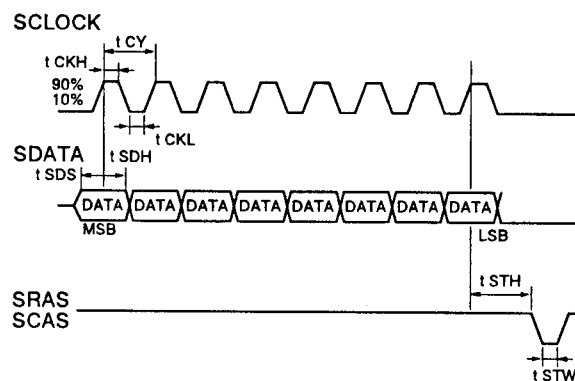 SCLOCK
t CY
t CKH
90%
10%
t CKL
SDATA
t SDH
t SDS
DATA DATA DATA DATA DATA DATA DATA DATA
MSB
LSB
t STH
SRAS
SCAS
t STW